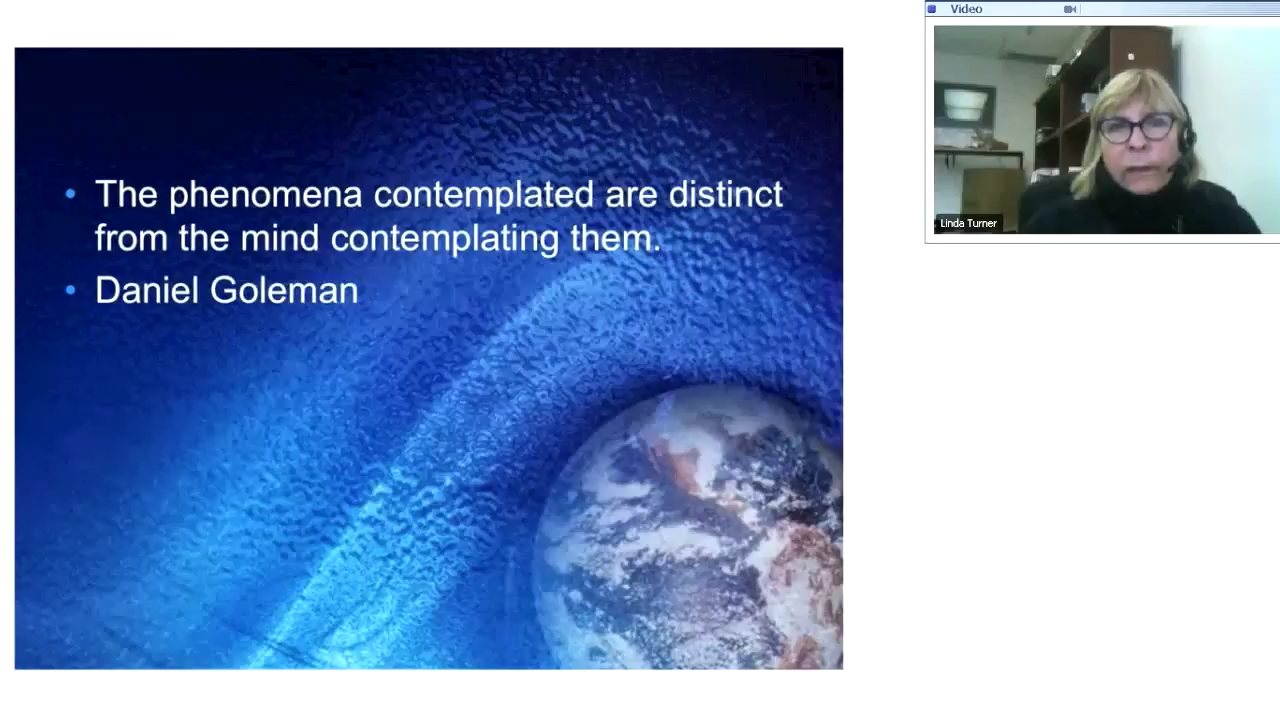 Video
Linda Turner
• The phenomena contemplated are distinct
from the mind contemplating them.
• Daniel Goleman